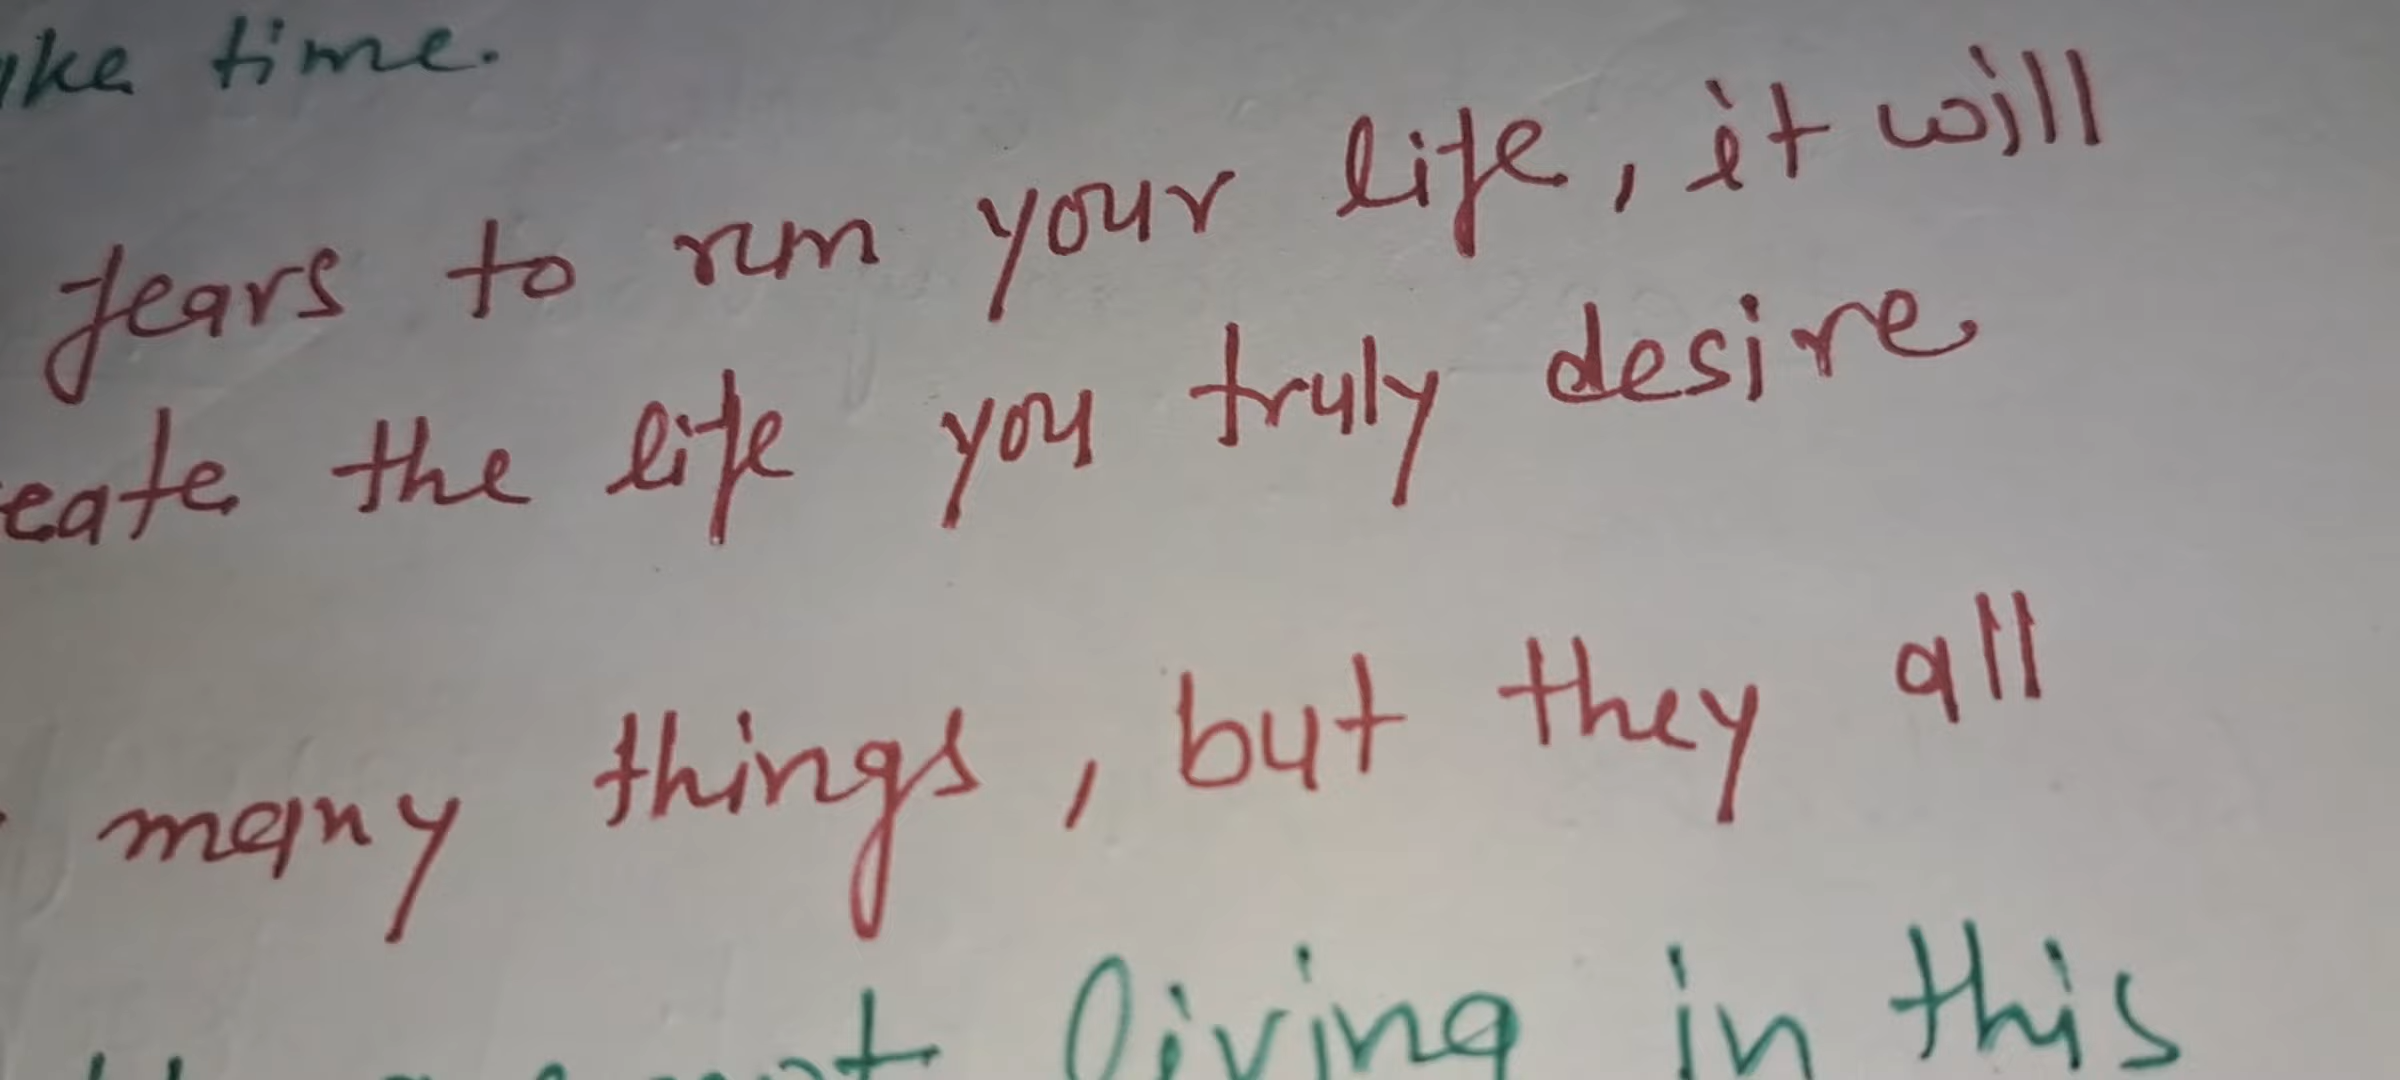 ke time.
fears to run your life, it will
eate the life you truly desire
many things, but they all
living in this